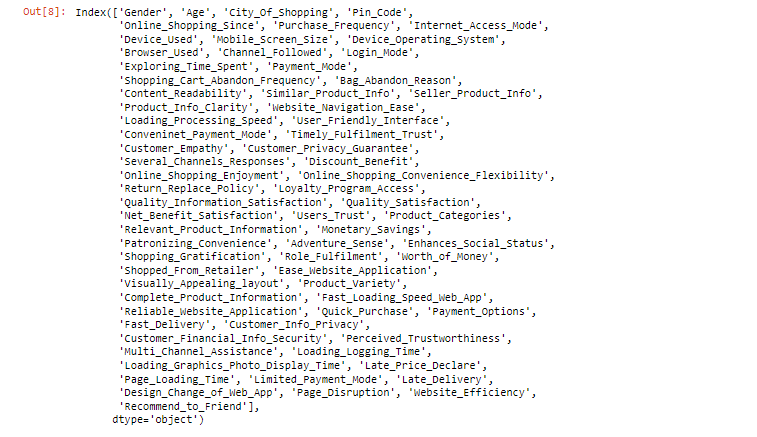 Out[8]: Index(['Gender', 'Age', 'City_Of_Shopping', 'Pin_Code',
'Online_Shopping_Since', 'Purchase_Frequency', 'Internet_Access_Mode',
'Device_Used', 'Mobile_Screen_Size', 'Device_Operating_System',
'Browser_Used', 'Channel_Followed', 'Login_Mode',
'Exploring_Time_Spent', 'Payment_Mode',
'Shopping_Cart_Abandon_Frequency', 'Bag_Abandon_Reason',
'Content_Readability', 'Similar_Product_Info', 'Seller_Product_Info',
'Product_Info_Clarity', 'Website_Navigation_Ease',
'Loading_Processing_Speed', 'User_Friendly_Interface',
'Conveninet_Payment_Mode', 'Timely_Fulfilment_Trust',
'Customer_Empathy', 'Customer_Privacy_Guarantee',
'Several_Channels_Responses', 'Discount_Benefit',
'Online_Shopping_Enjoyment', 'Online_Shopping_Convenience_Flexibility',
'Return_Replace_Policy', 'Loyalty_Program_Access',
'Quality_Information_Satisfaction', 'Quality_Satisfaction',
'Net_Benefit_Satisfaction', 'Users_Trust', 'Product_Categories',
'Relevant_Product_Information', 'Monetary_Savings',
'Patronizing_Convenience', 'Adventure_Sense', 'Enhances_Social_Status',
'Shopping_Gratification', 'Role_Fulfilment', 'Worth_of_Money',
'Shopped_From_Retailer', 'Ease_Website_Application',
'Visually_Appealing_layout', 'Product_Variety',
'Complete_Product_Information', 'Fast_Loading_Speed_Web_App',
'Reliable_Website_Application', 'Quick_Purchase', 'Payment_Options',
'Fast_Delivery', 'Customer_Info_Privacy',
'Customer_Financial_Info_Security', 'Perceived_Trustworthiness',
'Multi_Channel_Assistance', 'Loading_Logging_Time',
'Loading_Graphics_Photo_Display_Time', 'Late_Price_Declare',
'Page_Loading_Time', 'Limited_Payment_Mode', 'Late_Delivery',
'Design_Change_of_Web_App', 'Page_Disruption', 'Website_Efficiency',
'Recommend_to_Friend'],
dtype='object')